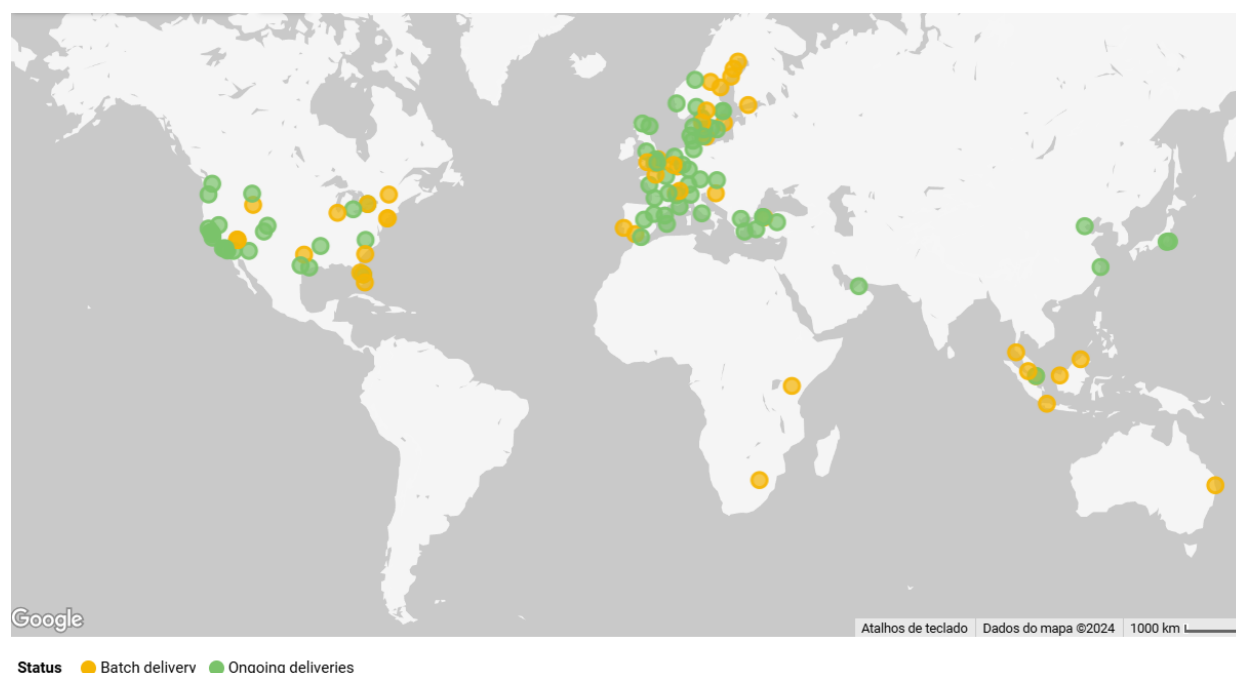 Google
Atalhos de teclado Dados do mapa ©2024 1000 km
Status Batch delivery Ongoing deliveries